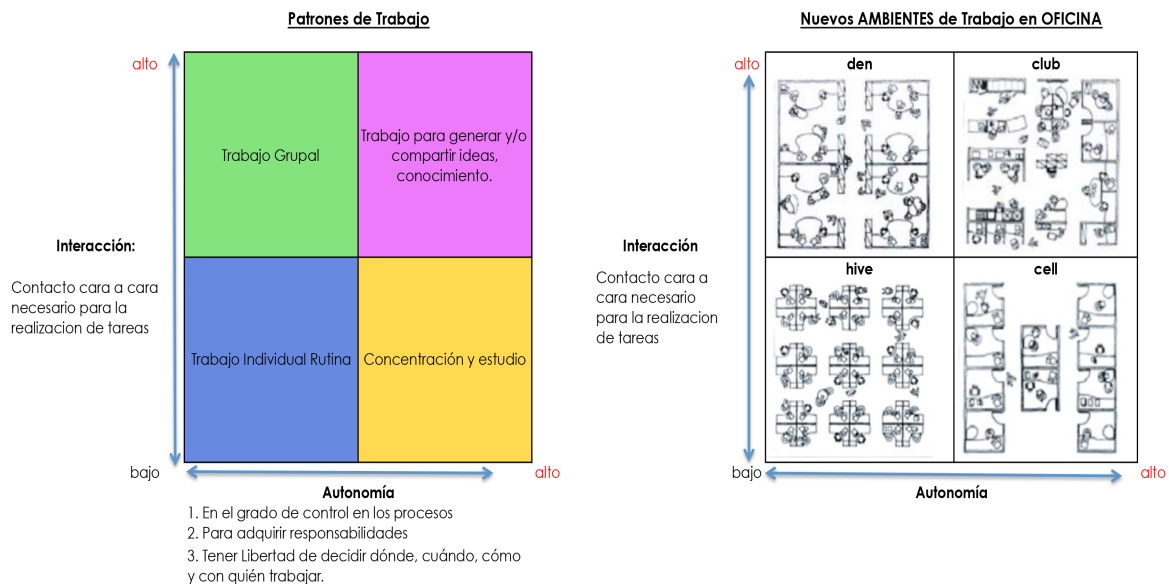 Patrones de Trabajo
alto
Trabajo Grupal
Trabajo para generar y/o
compartir ideas,
conocimiento.
Interacción:
Contacto cara a cara
necesario para la
realizacion de tareas
Trabajo Individual Rutina
Concentración y estudio
bajo
alto
Autonomía
1. En el grado de control en los procesos
2. Para adquirir responsabilidades
3. Tener Libertad de decidir dónde, cuándo, cómo
y con quién trabajar.
Nuevos AMBIENTES de Trabajo en OFICINA
alto
den
club
Interacción
Contacto cara a
cara necesario
para la realizacion
de tareas
hive
cell
bajo
alto
Autonomía